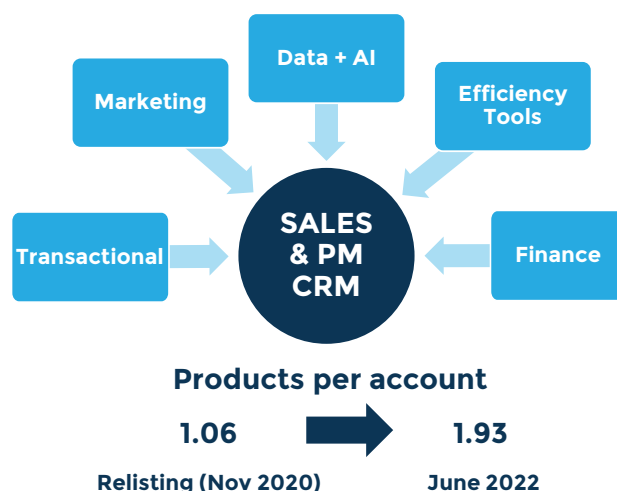 Data + AI
Marketing
Efficiency
Tools
Transactional
SALES
& PM
CRM
Finance
Products per account
1.06
1.93
Relisting (Nov 2020)
June 2022